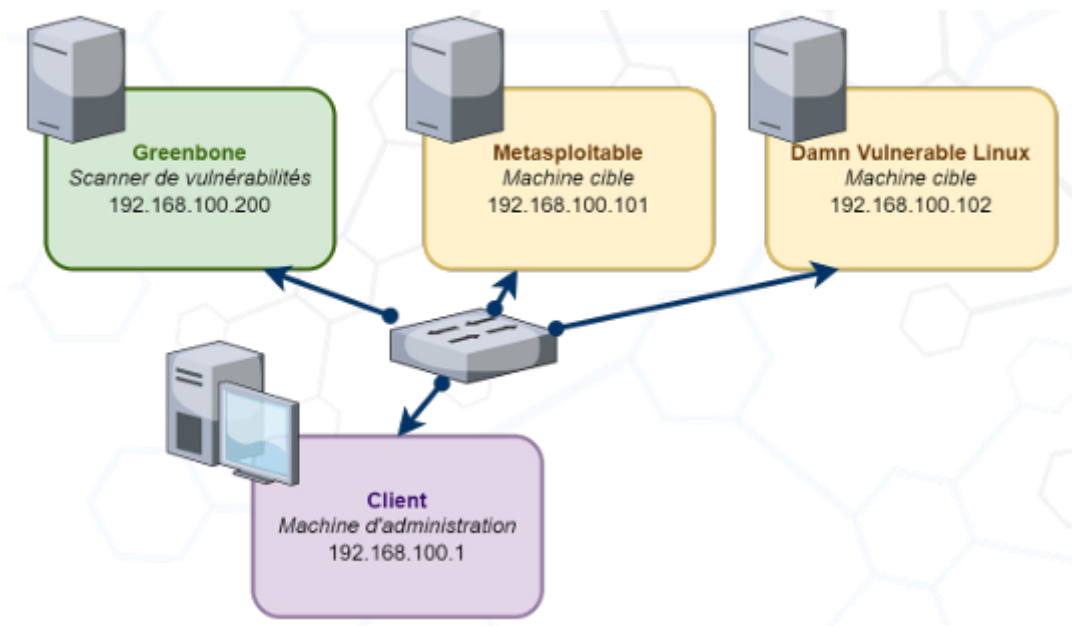 Greenbone
Scanner de vulnérabilités
192.168.100.200
Metasploitable
Machine cible
192.168.100.101
Damn Vulnerable Linux
Machine cible
192.168.100.102
Client
Machine d'administration
192.168.100.1